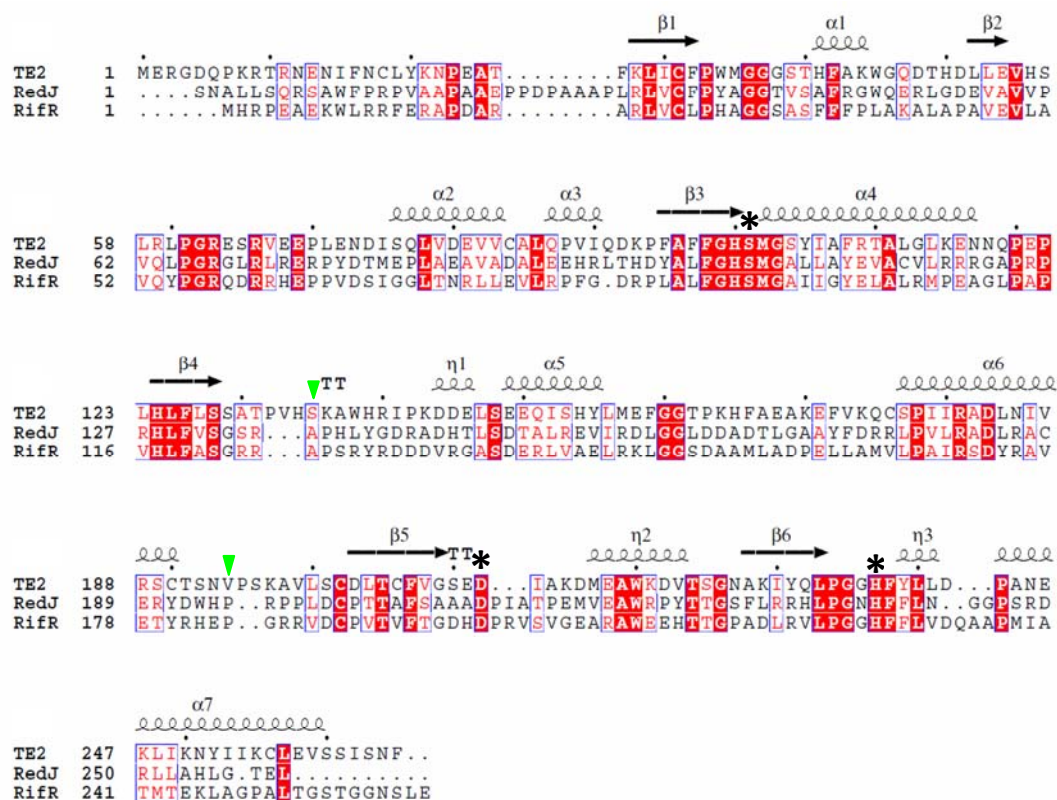 β1 α1 β2
TE2 1 MERGDQPKRTRNENIFNCLYKNPEAT........FKLICFPWMGGGSTHFAKWGQDTHDLLEVHS
RedJ 1 ....SNALLSQRSAWFPRPVAAPAAEPPDPAAAPLRLVCFPYAGGTVSAFRGWQERLGDEVAVVP
RifR 1 ......MHRPEAEKWLRRFERAPDAR........ARLVCLPHAGGSASFFFPLAKALAPAVEVLA
α2 α3 β3 * α4
TE2 58 LRLPGRESRVEEPLENDISQLVDEVVCALQPVIQDKPFAFFGHSMGSYIAFRTALGLKENNQPEP
RedJ 62 VQLPGRGLRLRERPYDTMEPLAEAVADALEEHRLTHDYALFGHSMGALLAYEVACVLRRRGAPRP
RifR 52 VQYPGRQDRRHEPPVDSIGGLTNRLLEVLRPFG.DRPLALFGHSMGAIIGYELALRMPEAGLPAP
β4 TT η1 α5 α6
TE2 123 LHLFLSSATPVHSKAWHRIPKDDELSEEQISHYLMEFGGTPKHFAEAKEFVKQCSPIIRADLNIV
RedJ 127 RHLFVSGSR...APHLYGDRADHTLSDTALREVIRDLGGLDDADTLGAAYFDRRLPVLRADLRAC
RifR 116 VHLFASGRR...APSRYRDDDVRGASDERLVAELRKLGGSDAAMLADPELLAMVLPAIRSDYRAV
β5 TT * η2 β6 * η3
TE2 188 RSCTSNVPSKAVLSCDLTCFVGSED...IAKDMEAWKDVTSGNAKIYQLPGGHFYLLD..PANE
RedJ 189 ERYDWHP..RPPLDCPTTAFSAAADPIATPEMVEAWRPYTTGSFLRRHLPGNHFFLN..GGPSRD
RifR 178 ETYRHEP..GRRVDCPVTVFTGDHDPRVSVGEARAWEEHTTGPADLRVLPGGHFFLVDQAAPMIA
α7
TE2 247 KLIKNYIIKCLEVSSISNF..
RedJ 250 RLLAHLG.TEL..........
RifR 241 TMTEKLAGPALTGSTGGNSLE